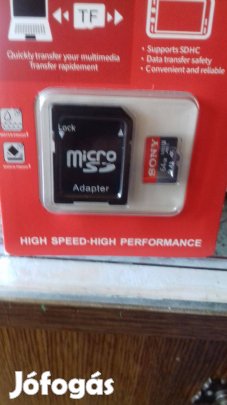 TF
Quickly transfer your multimedia
Transfer rapidement
• Supports SDHC
• Data transfer safety
• Convenient and reliable
Lock
micro
SD
Adapter
SONY
64
HIGH SPEED-HIGH PERFORMANCE
Jófogás